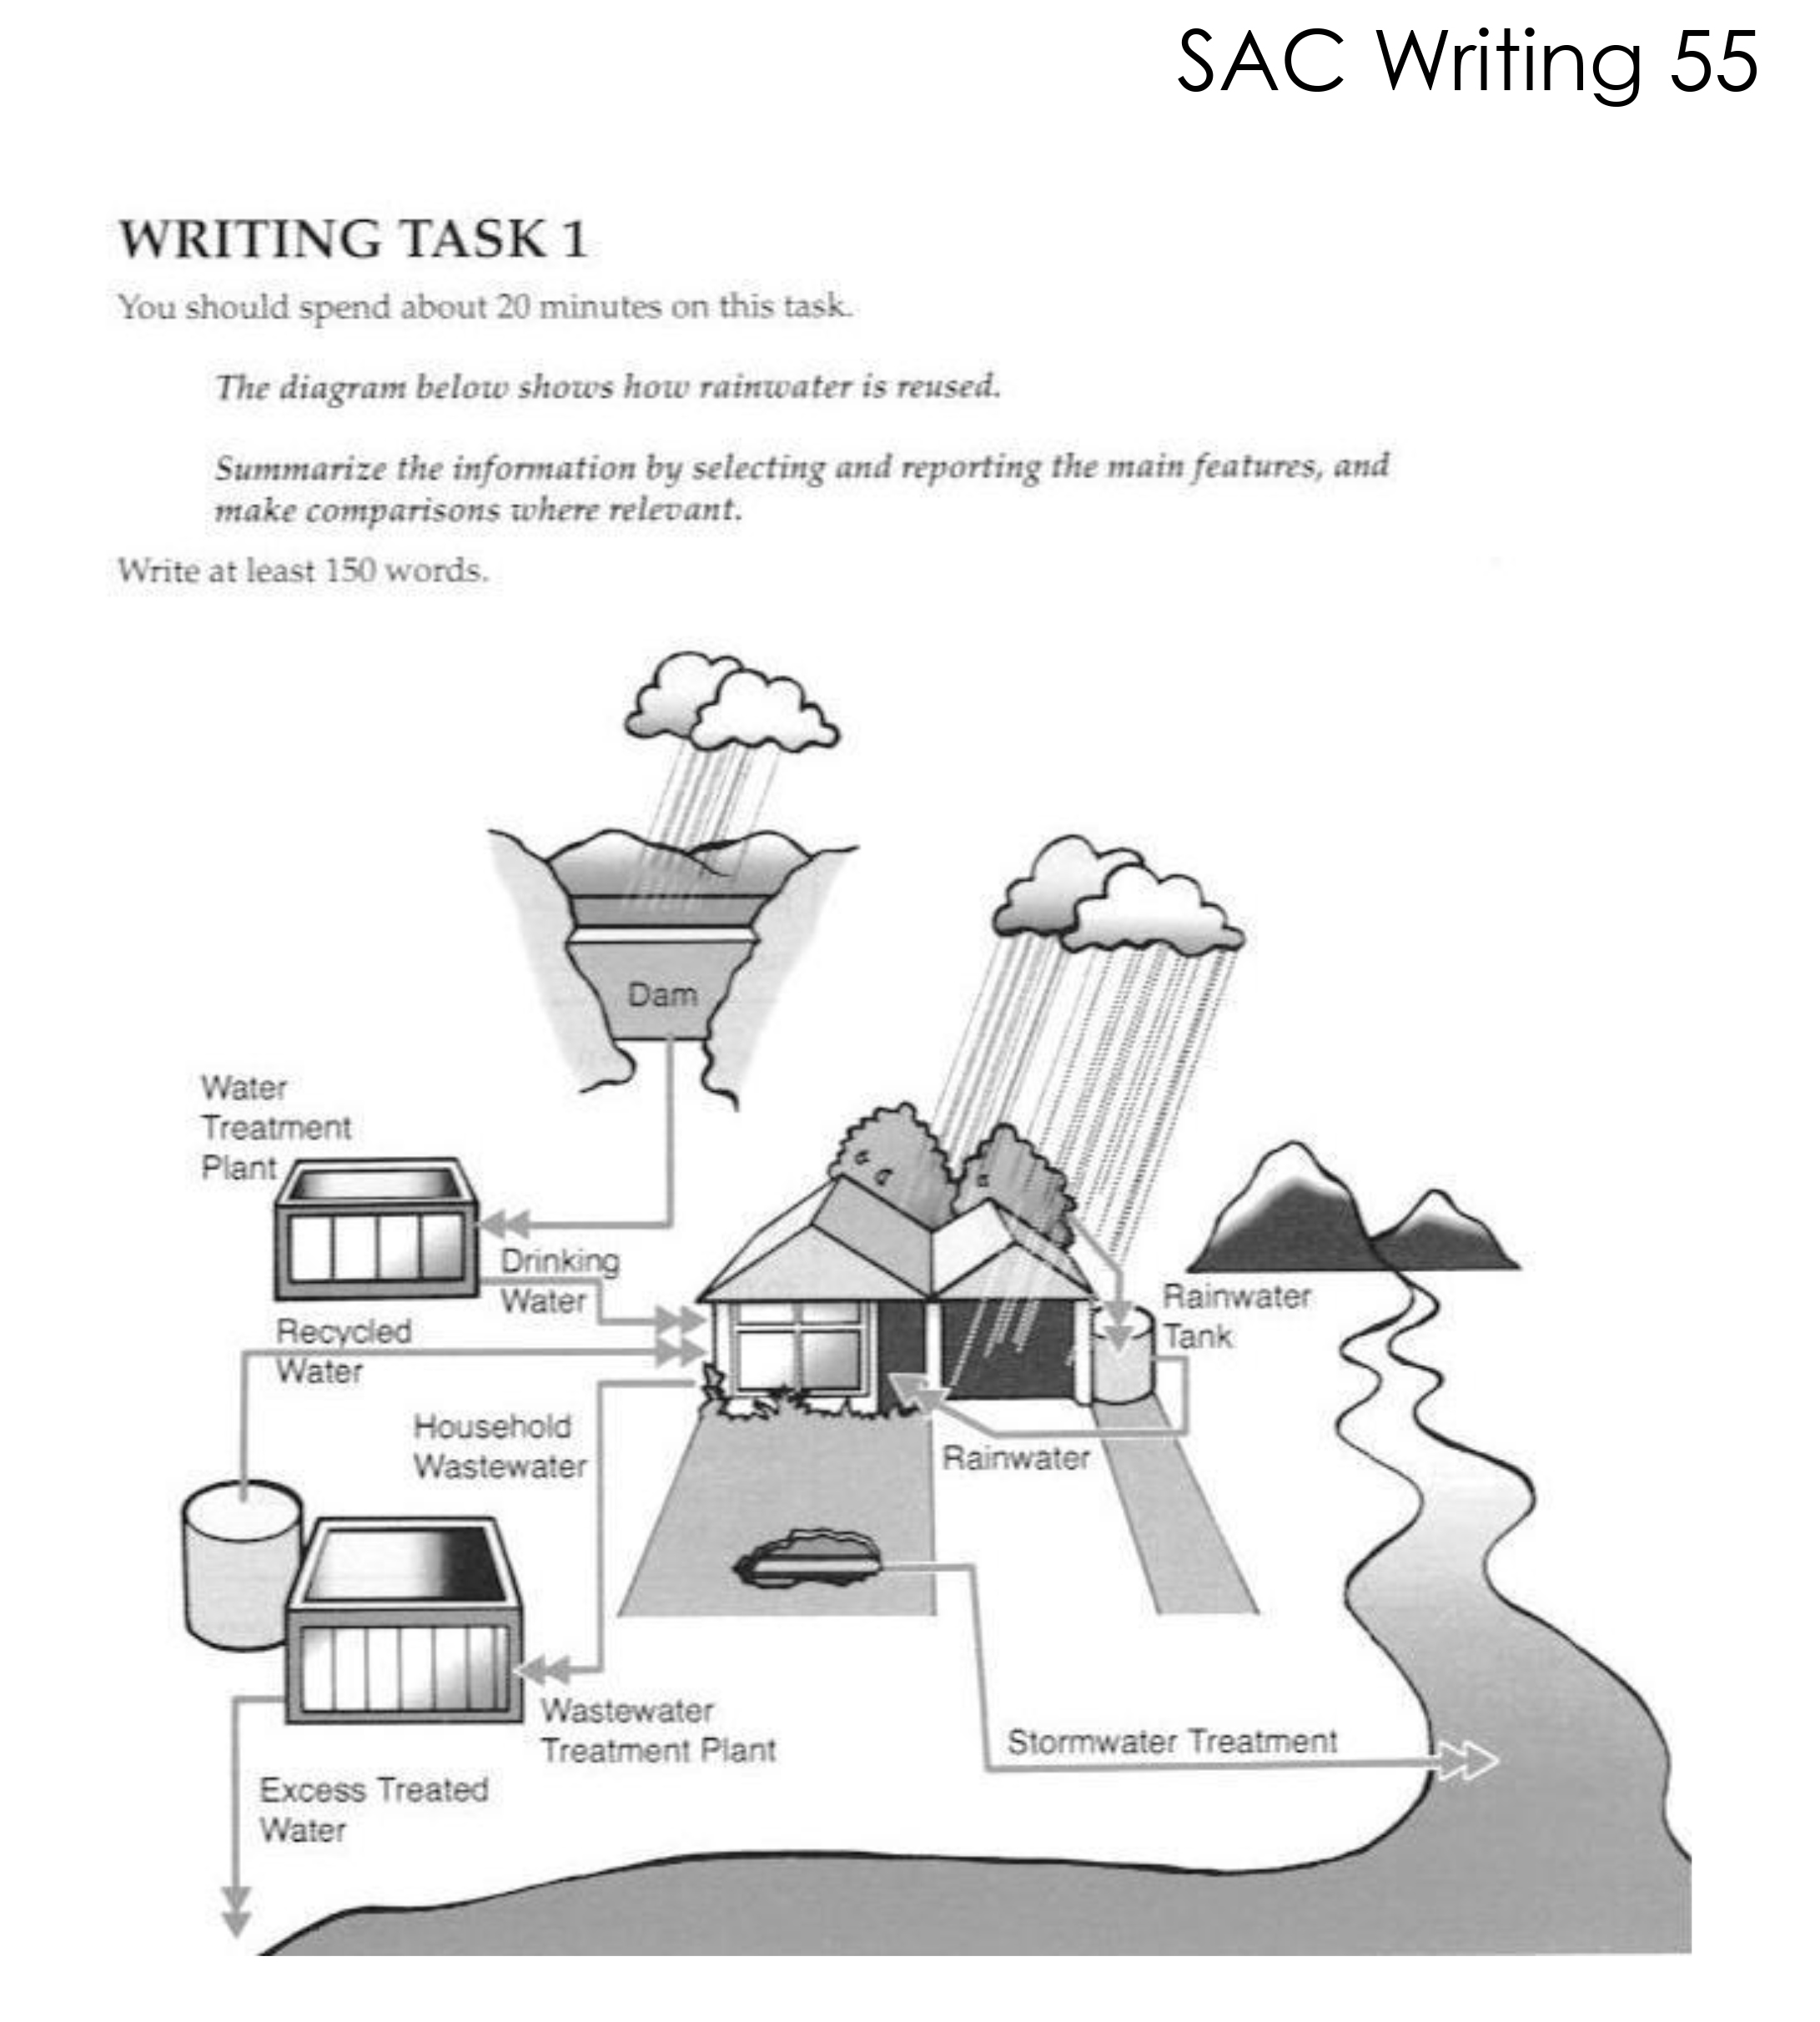 SAC Writing 55
WRITING TASK 1
You should spend about 20 minutes on this task.
The diagram below shows how rainwater is reused.
Summarize the information by selecting and reporting the main features, and
make comparisons where relevant.
Write at least 150 words.
Dam
Water
Treatment
Plant
Drinking
Water
Rainwater
Tank
Recycled
Water
Household
Wastewater
Rainwater
Wastewater
Treatment Plant
Stormwater Treatment
Excess Treated
Water